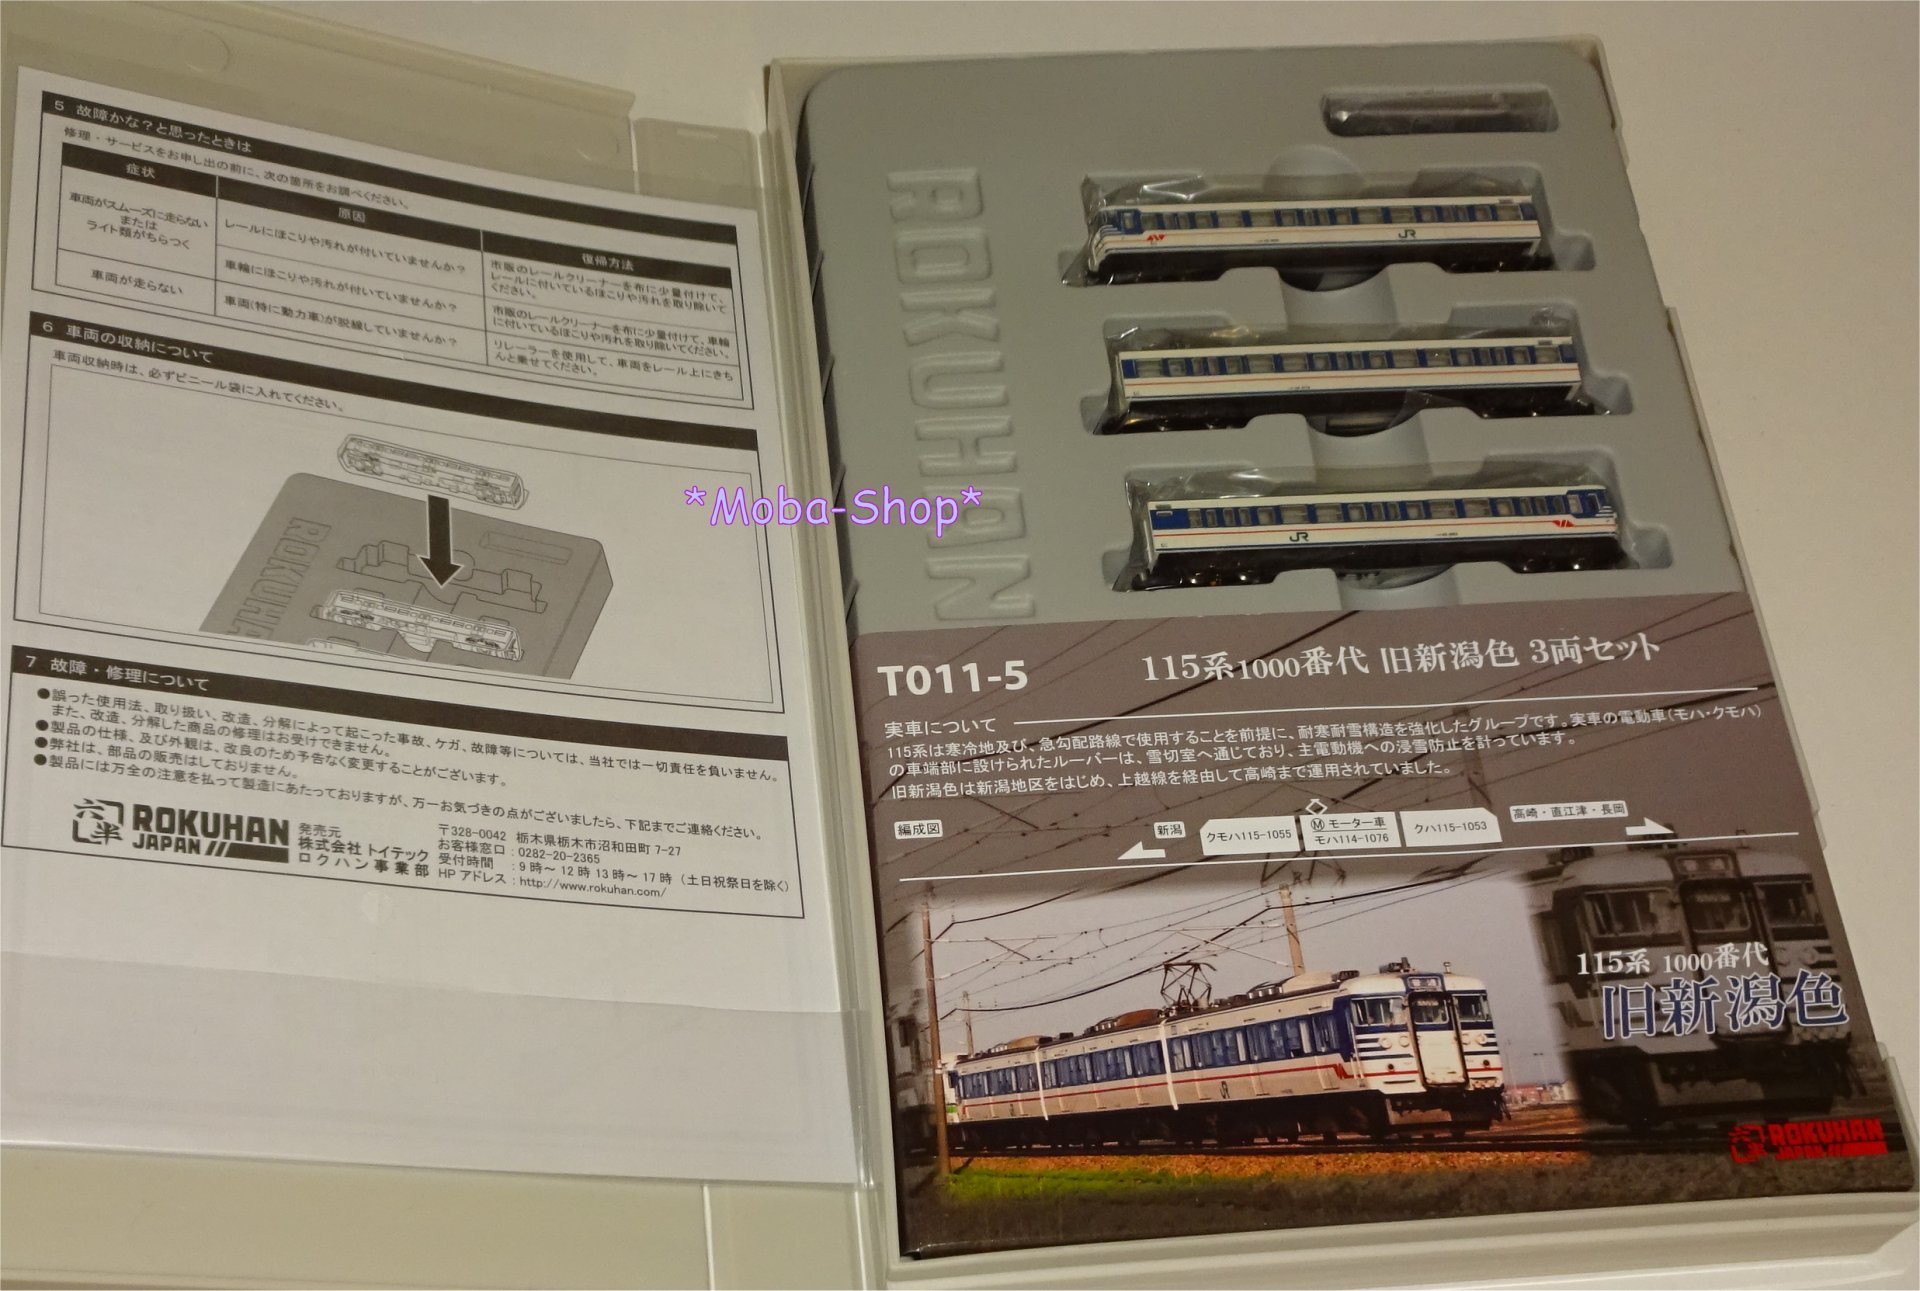 5 故障かな?と思ったときは
修理・サービスをお申し出の前に、次の箇所をお調べください。
症状
原因
復帰方法
車両がスムーズに走らない
または
ライト類がちらつく
レールにほこりや汚れが付いていませんか?
市販のレールクリーナーを布に少量付けて、
レールに付いているほこりや汚れを取り除いて
ください。
車輪にほこりや汚れが付いていませんか?
市販のレールクリーナーを布に少量付けて、車輪
に付いているほこりや汚れを取り除いてください。
車両が走らない
車両(特に動力車)が脱線していませんか?
リレーラーを使用して、車両をレール上にきち
んと乗せてください。
6 車両の収納について
車両収納時は、必ずビニール袋に入れてください。
ROKUHA
7 故障・修理について
●誤った使用法、取り扱い、改造、分解によって起こった事故、ケガ、故障等については、当社では一切責任を負いません。
また、改造、分解した商品の修理はお受けできません。
●製品の仕様、及び外観は、改良のため予告なく変更することがございます。
●弊社は、部品の販売はしておりません。
●製品には万全の注意を払って製造にあたっておりますが、万一お気づきの点がございましたら、下記までご連絡ください。
六半
ROKUHAN
JAPAN
発売元
株式会社 トイテック
ロクハン事業部
〒328-0042 栃木県栃木市沼和田町 7-27
お客様窓口 : 0282-20-2365
受付時間 : 9時～12時 13時～17時 (土日祝祭日を除く)
HPアドレス : http://www.rokuhan.com/
*Moba-Shop*
ROKUHAN
JR
JR
T011-5
115系1000番代 旧新潟色 3両セット
実車について
115系は寒冷地及び、急勾配路線で使用することを前提に、耐寒耐雪構造を強化したグループです。実車の電動車(モハ・クモハ)
の車端部に設けられたルーバーは、雪切室へ通じており、主電動機への浸雪防止を計っています。
旧新潟色は新潟地区をはじめ、上越線を経由して高崎まで運用されていました。
編成図
新潟
クモハ115-1055
Ⓜ モーター車
モハ114-1076
クハ115-1053
高崎・直江津・長岡
JR
115系 1000番代
旧新潟色
ROKUHAN
JAPAN